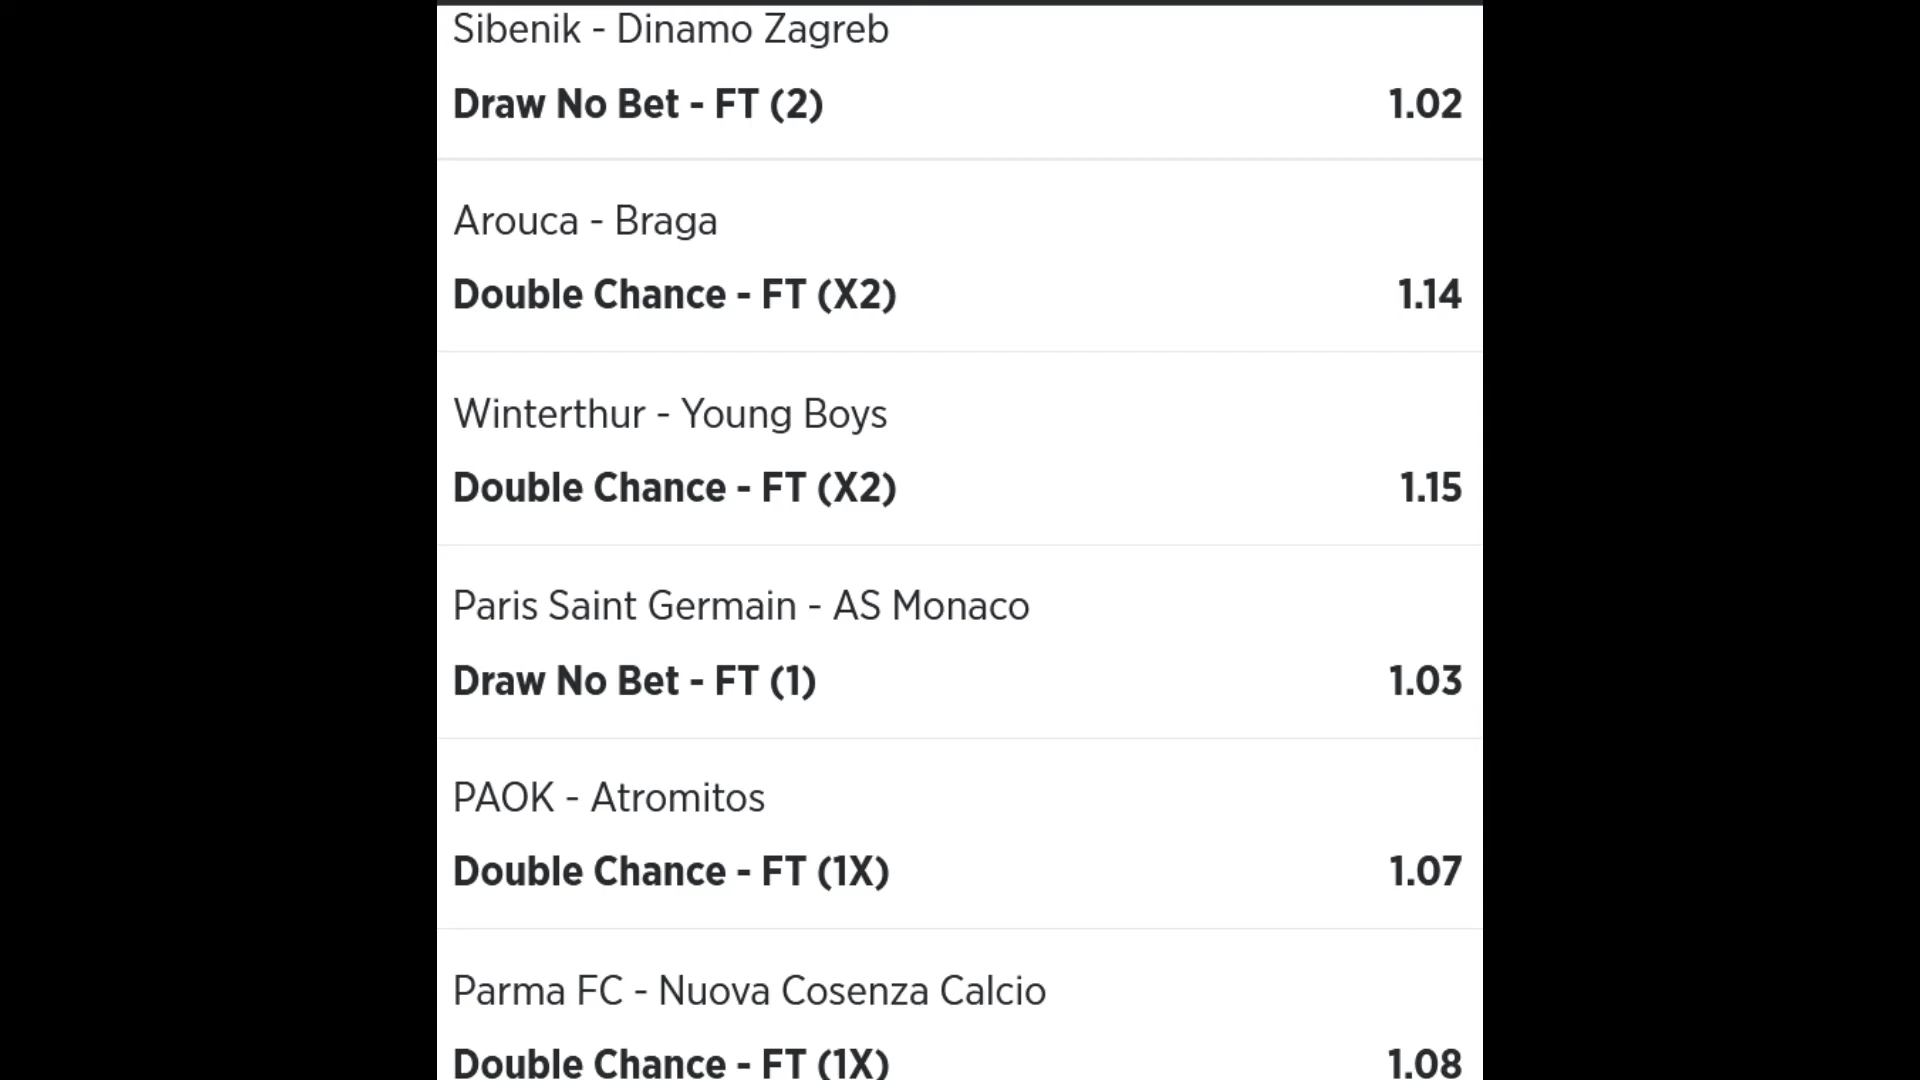 Sibenik - Dinamo Zagreb
Draw No Bet - FT (2) 1.02
Arouca - Braga
Double Chance - FT (X2) 1.14
Winterthur - Young Boys
Double Chance - FT (X2) 1.15
Paris Saint Germain - AS Monaco
Draw No Bet - FT (1) 1.03
PAOK - Atromitos
Double Chance - FT (1X) 1.07
Parma FC - Nuova Cosenza Calcio
Double Chance - FT (1X) 1.08